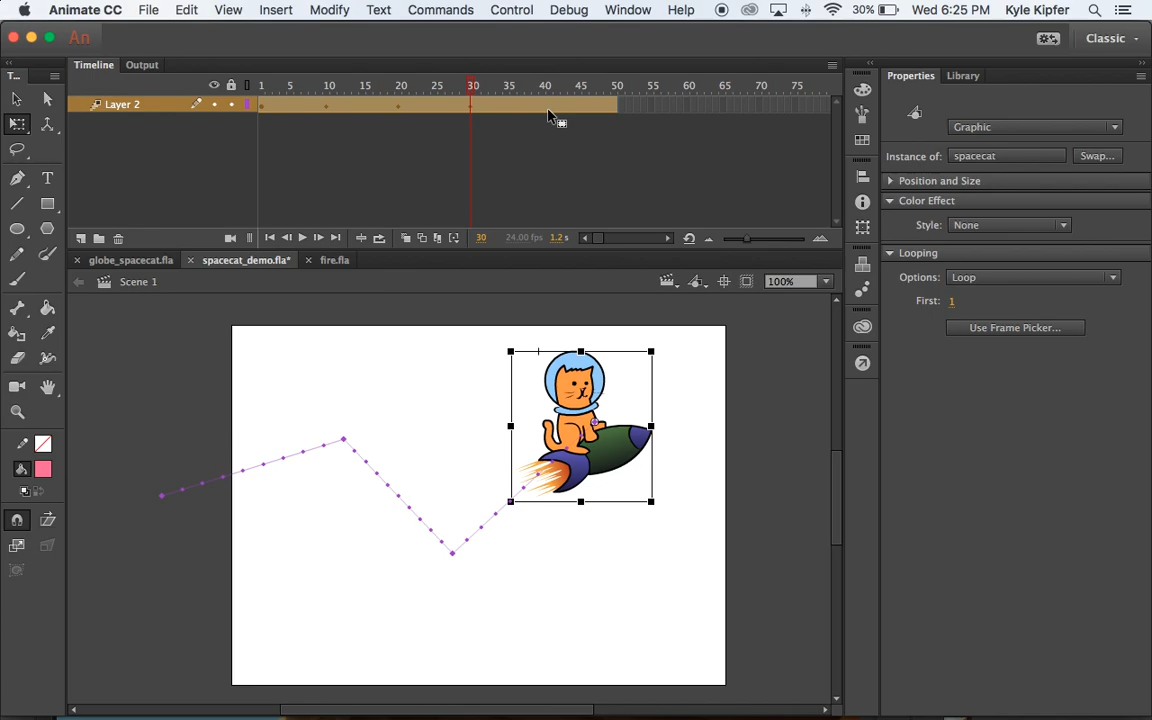 Animate CC File Edit View Insert Modify Text Commands Control Debug Window Help 30% Wed 6:25 PM Kyle Kipfer
An Classic
T... Timeline Output Properties Library
1 5 10 15 20 25 30 35 40 45 50 55 60 65 70 75
Layer 2
Graphic
Instance of: spacecat Swap...
Position and Size
Color Effect
Style: None
30 24.00 fps 1.2 s
Looping
globe_spacecat.fla spacecat_demo.fla* fire.fla
Options: Loop
Scene 1 100%
First: 1
Use Frame Picker...